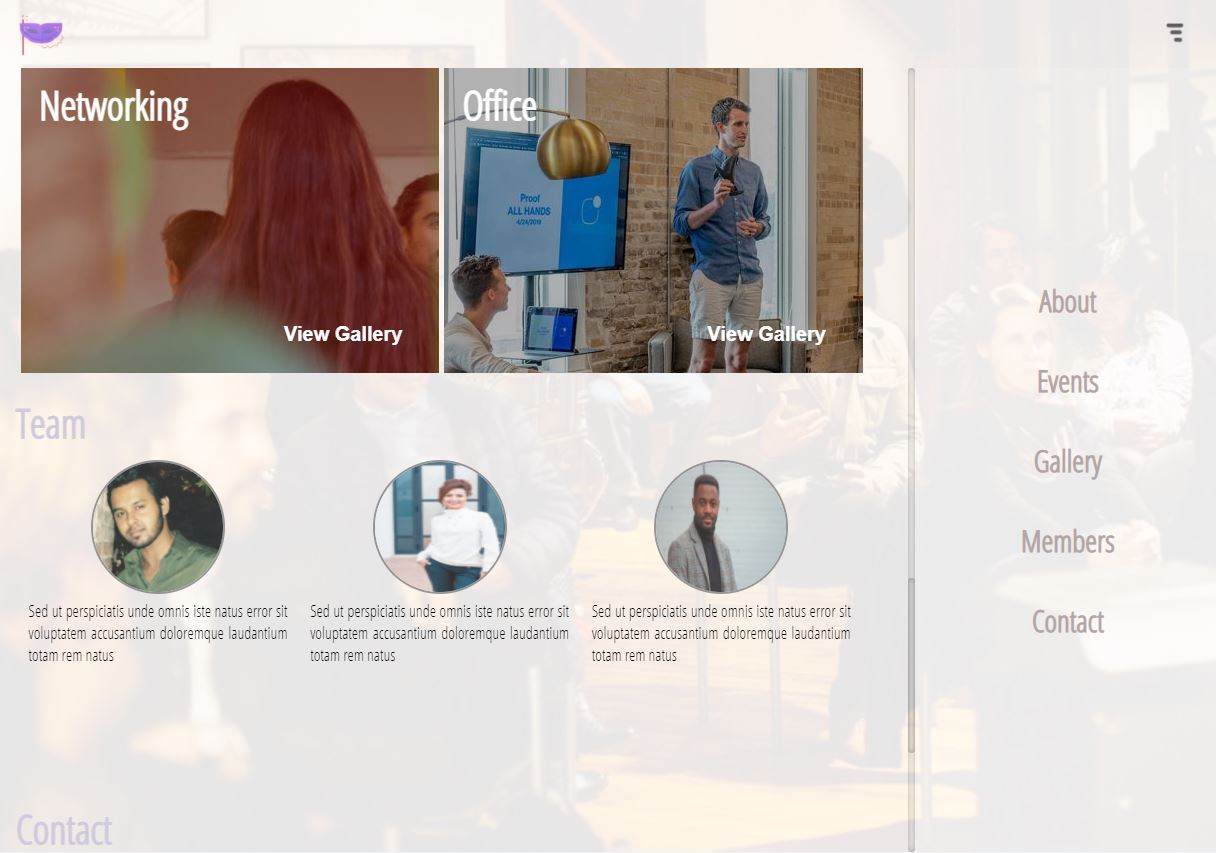 Networking
Office
Proof
ALL HANDS
4/24/2019
View Gallery
View Gallery
Team
Sed ut perspiciatis unde omnis iste natus error sit
voluptatem accusantium doloremque laudantium
totam rem natus
Sed ut perspiciatis unde omnis iste natus error sit
voluptatem accusantium doloremque laudantium
totam rem natus
Sed ut perspiciatis unde omnis iste natus error sit
voluptatem accusantium doloremque laudantium
totam rem natus
Contact
About
Events
Gallery
Members
Contact